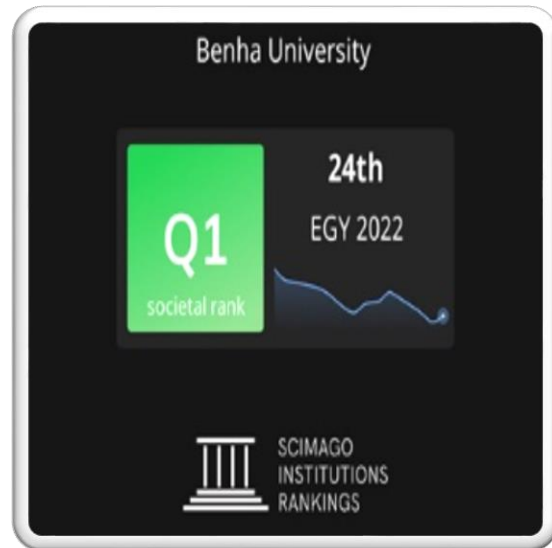 Benha University
Q1
societal rank
24th
EGY 2022
SCIMAGO
INSTITUTIONS
RANKINGS